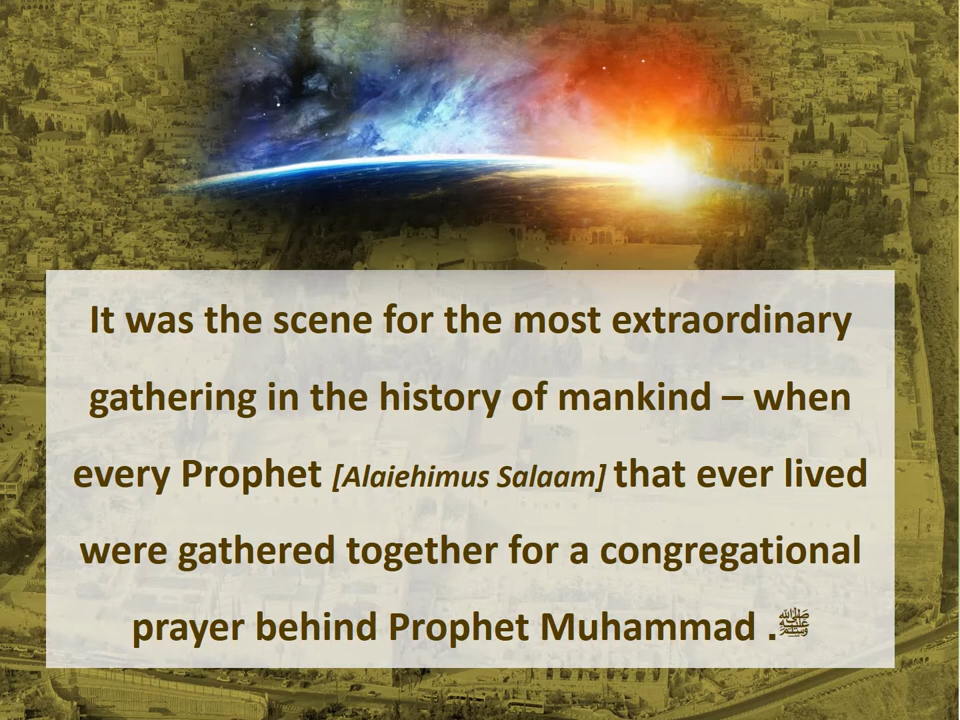 It was the scene for the most extraordinary
gathering in the history of mankind – when
every Prophet [Alaiehimus Salaam] that ever lived
were gathered together for a congregational
prayer behind Prophet Muhammad .ﷺ